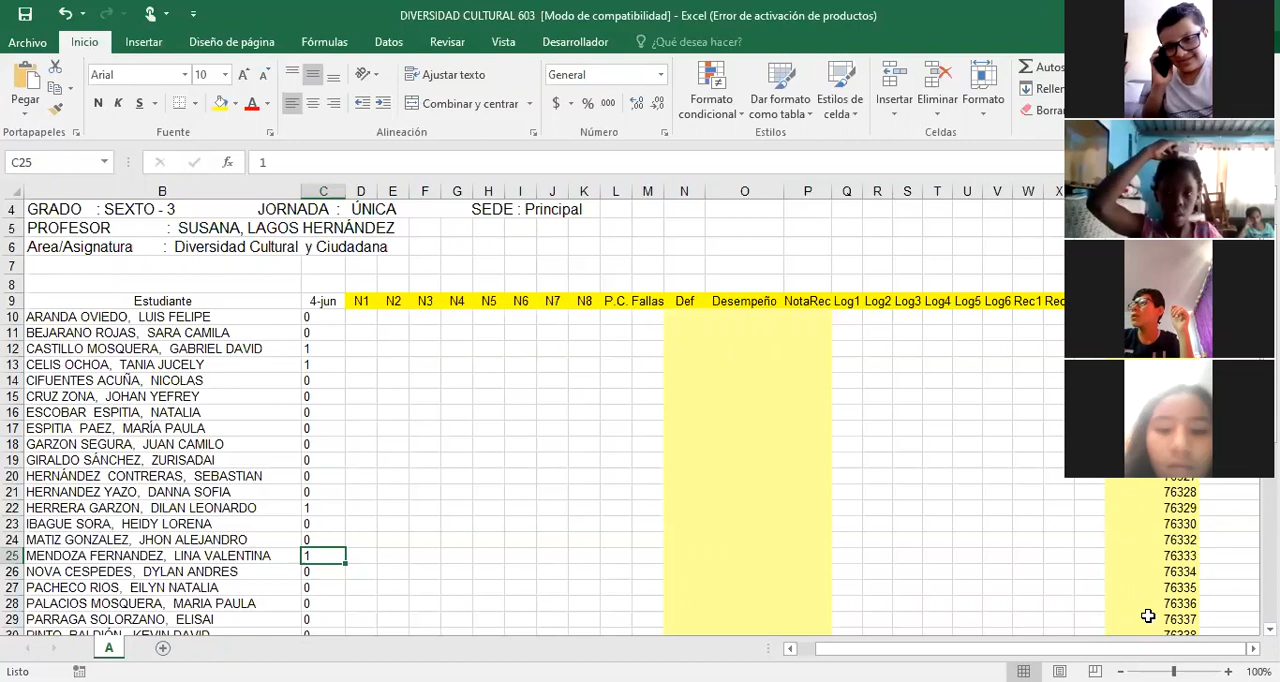 DIVERSIDAD CULTURAL 603 [Modo de compatibilidad] - Excel (Error de activación de productos)
Archivo Inicio Insertar Diseño de página Fórmulas Datos Revisar Vista Desarrollador ¿Qué desea hacer?
Arial 10 Ajustar texto General Autos
Rellen
Pegar N K S Combinar y centrar $ % 000 Formato condicional Dar formato como tabla Estilos de celda Insertar Eliminar Formato Borrar
Portapapeles Fuente Alineación Número Estilos Celdas
C25 fx 1
B C D E F G H I J K L M N O P Q R S T U V W X
4 GRADO : SEXTO - 3 JORNADA : ÚNICA SEDE : Principal
5 PROFESOR : SUSANA, LAGOS HERNÁNDEZ
6 Area/Asignatura : Diversidad Cultural y Ciudadana
7
8
9 Estudiante 4-jun N1 N2 N3 N4 N5 N6 N7 N8 P.C. Fallas Def Desempeño NotaRec Log1 Log2 Log3 Log4 Log5 Log6 Rec1 Rec
10 ARANDA OVIEDO, LUIS FELIPE 0
11 BEJARANO ROJAS, SARA CAMILA 0
12 CASTILLO MOSQUERA, GABRIEL DAVID 1
13 CELIS OCHOA, TANIA JUCELY 1
14 CIFUENTES ACUÑA, NICOLAS 0
15 CRUZ ZONA, JOHAN YEFREY 0
16 ESCOBAR ESPITIA, NATALIA 0
17 ESPITIA PAEZ, MARÍA PAULA 0
18 GARZON SEGURA, JUAN CAMILO 0
19 GIRALDO SÁNCHEZ, ZURISADAI 0
20 HERNÁNDEZ CONTRERAS, SEBASTIAN 0 76327
21 HERNANDEZ YAZO, DANNA SOFIA 0 76328
22 HERRERA GARZON, DILAN LEONARDO 1 76329
23 IBAGUE SORA, HEIDY LORENA 0 76330
24 MATIZ GONZALEZ, JHON ALEJANDRO 0 76332
25 MENDOZA FERNANDEZ, LINA VALENTINA 1 76333
26 NOVA CESPEDES, DYLAN ANDRES 0 76334
27 PACHECO RIOS, EILYN NATALIA 0 76335
28 PALACIOS MOSQUERA, MARIA PAULA 0 76336
29 PARRAGA SOLORZANO, ELISAI 0 76337
30 PINTO BALDIÓN, KEVIN DAVID 76338
A
Listo 100%